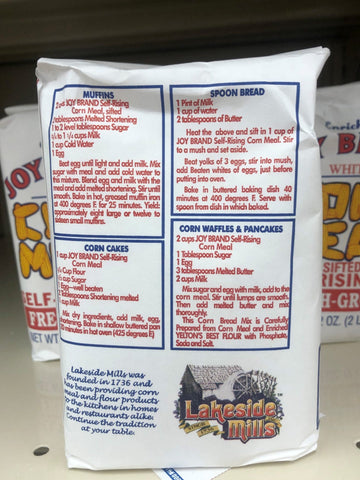 MUFFINS
2 cups JOY BRAND Self-Rising
Corn Meal, sifted
Tablespoons Melted Shortening
1 to 2 level tablespoons Sugar
1 ¼ cups Milk
1 cup Cold Water
1 Egg
Beat egg until light and add milk. Mix
sugar with meal and add cold water to
this mixture. Blend egg and milk with the
meal and add melted shortening. Stir until
smooth. Bake in hot, greased muffin iron
at 400 degrees F. for 25 minutes. Yield:
approximately eight large or twelve to
sixteen small muffins.
SPOON BREAD
1 Pint of Milk
1 cup of water
2 tablespoons of Butter
Heat the above and sift in 1 cup of
JOY BRAND Self-Rising Corn Meal. Stir
to a mush and set aside.
Beat yolks of 3 eggs, stir into mush,
add Beaten whites of eggs, just before
putting into oven.
Bake in buttered baking dish 40
minutes at 400 degrees F. Serve with
spoon from dish in which baked.
CORN CAKES
1 cup JOY BRAND Self-Rising
Corn Meal
Cup Flour
cup Sugar
Egg—well beaten
Tablespoons Shortening melted
cup Milk
Mix dry ingredients, add milk, egg,
shortening. Bake in shallow buttered pan
20 minutes in hot oven (425 degrees F.)
CORN WAFFLES & PANCAKES
2 cups JOY BRAND Self-Rising
Corn Meal
1 Tablespoon Sugar
1 Egg
3 tablespoons Melted Butter
2 cups Milk
Mix sugar and egg with milk, add to the
corn meal. Stir until lumps are smooth.
Then add melted butter and mix
thoroughly.
This Corn Bread Mix is Carefully
Prepared from Corn Meal and Enriched
YELTON'S BEST FLOUR with Phosphate,
Soda and Salt.
Lakeside Mills was
founded in 1736 and
has been providing corn
meal and flour products
to the kitchens in homes
and restaurants alike.
Continue the tradition
at your table.
Lakeside
Mills